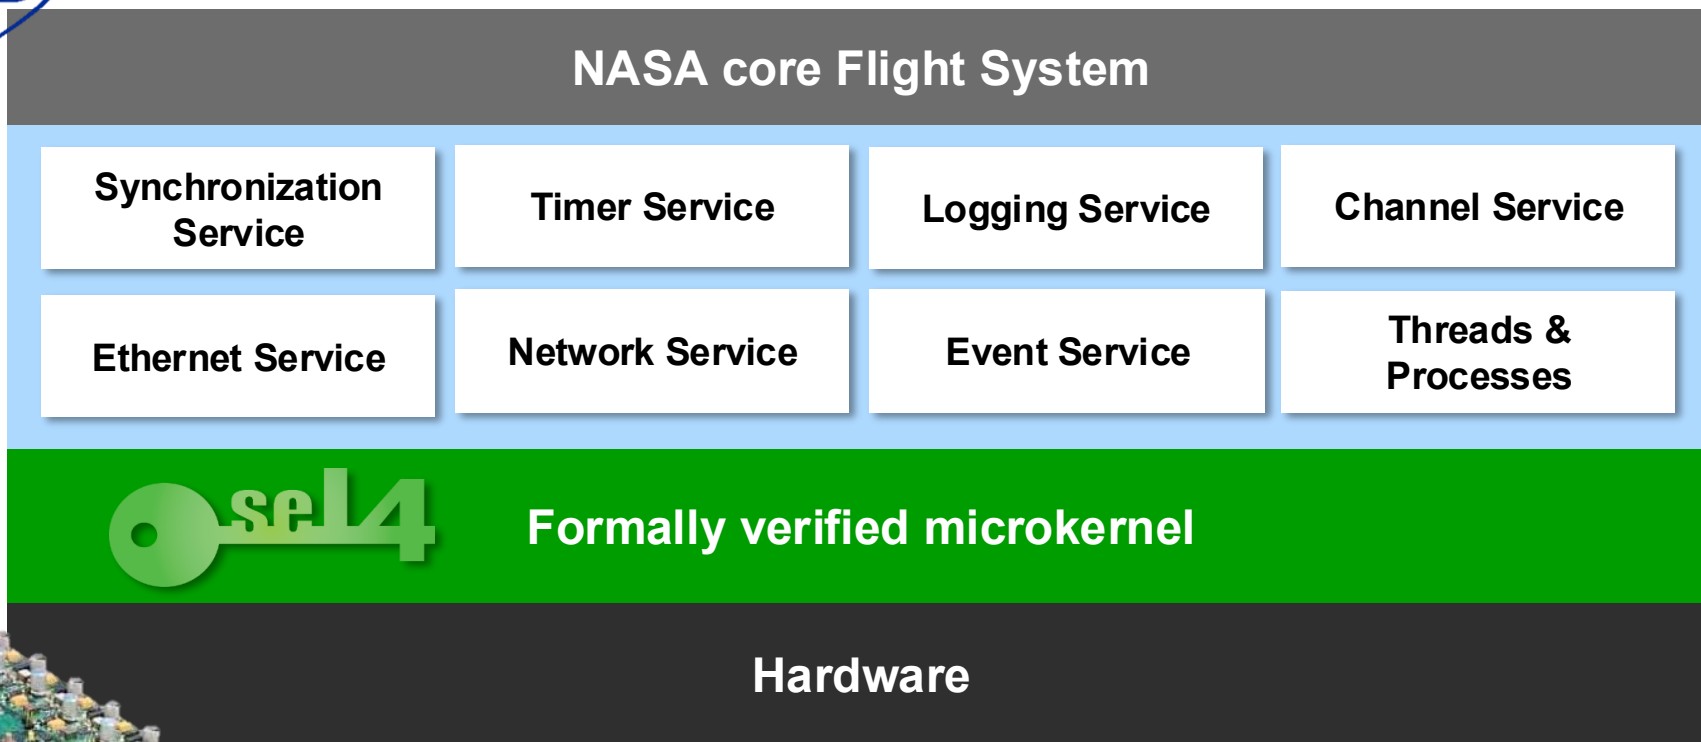 NASA core Flight System
Synchronization
Service
Timer Service
Logging Service
Channel Service
Ethernet Service
Network Service
Event Service
Threads &
Processes
seL4
Formally verified microkernel
Hardware